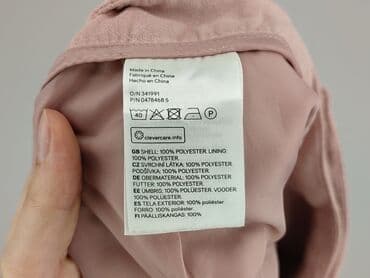 Made in China
Fabriqué en China
Hecho en China
O/N 341991
P/N 0478468 S
40 P
clevercare.info
GB SHELL: 100% POLYESTER. LINING:
100% POLYESTER.
CZ SVRCHNÍ LÁTKA: 100% POLYESTER.
PODŠÍVKA: 100% POLYESTER.
DE OBERMATERIAL: 100% POLYESTER.
FUTTER: 100% POLYESTER.
EE ÜMBRIS: 100% POLÜESTER. VOODER:
100% POLÜESTER.
ES TELA EXTERIOR: 100% poliéster.
FORRO: 100% poliéster.
FI PÄÄLLISKANGAS: 100%